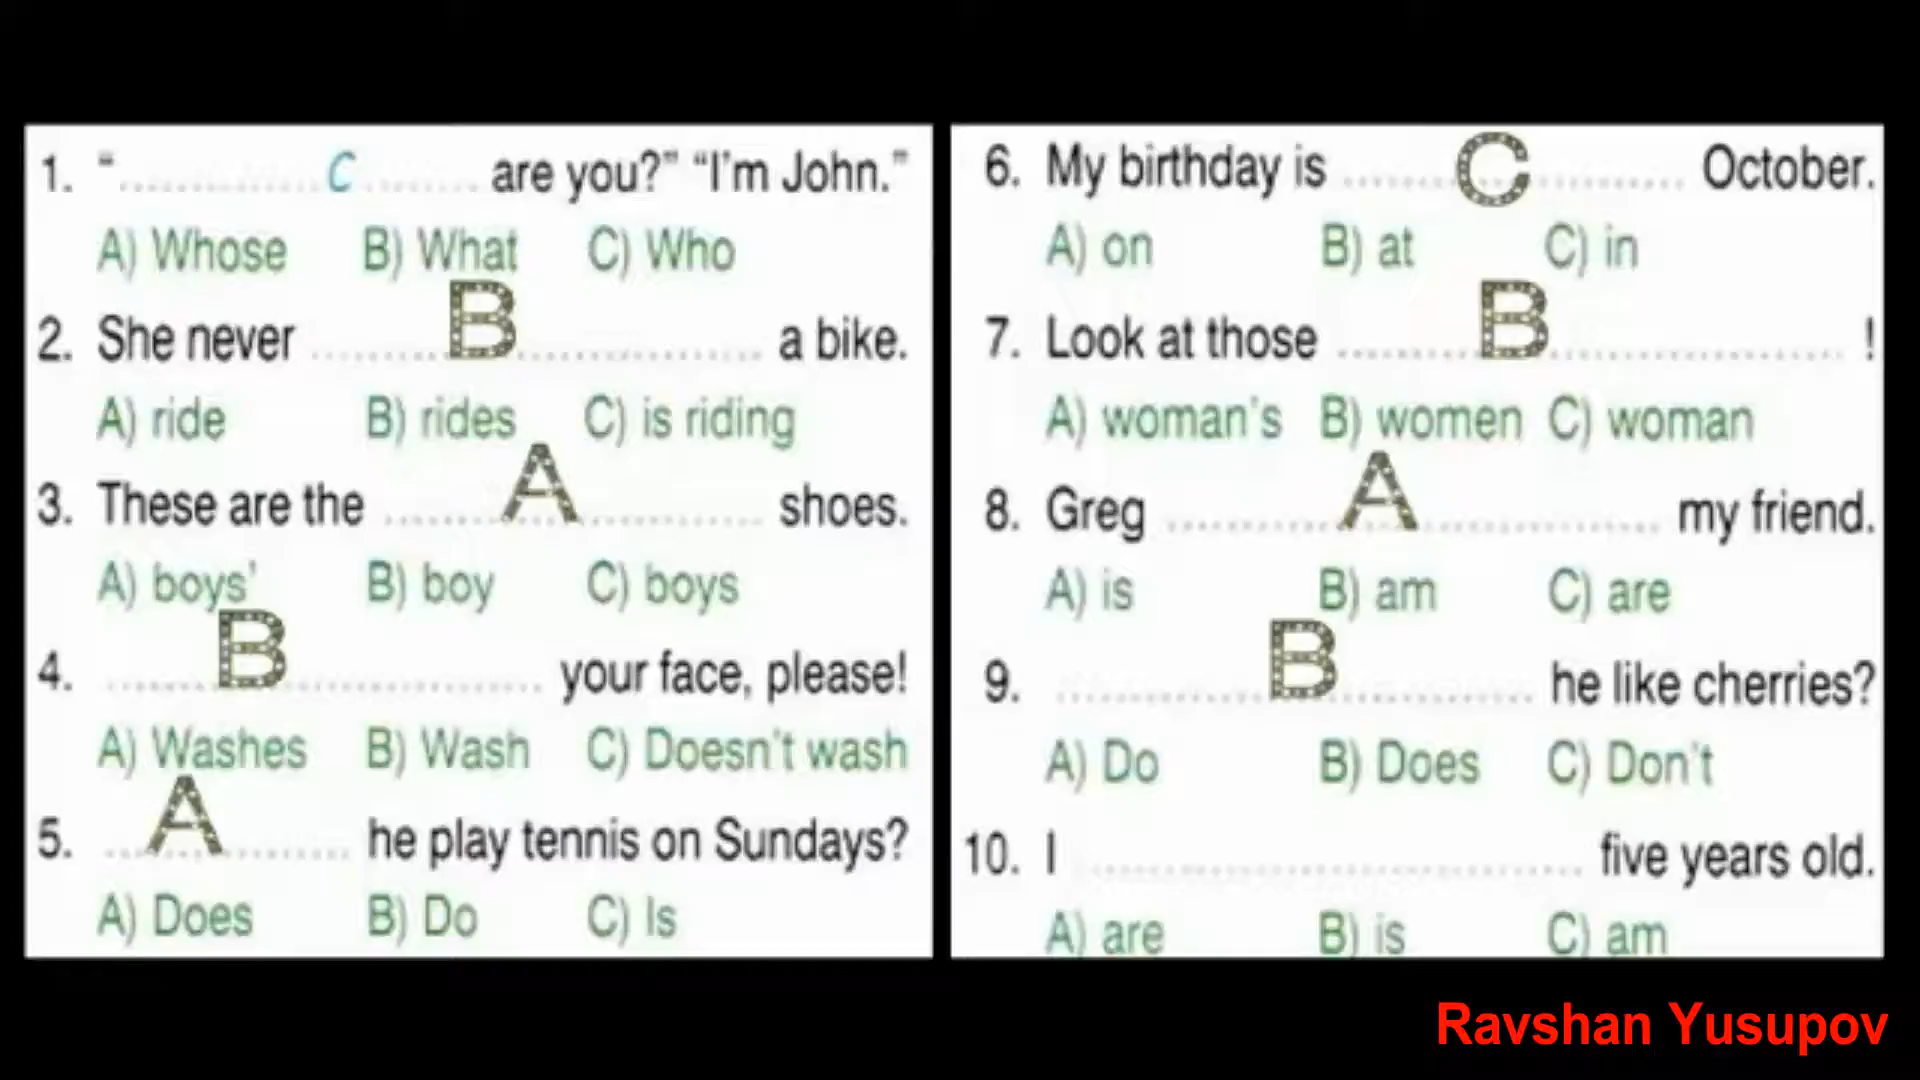 1. “ ............ C ........ are you?” “I'm John.”
A) Whose B) What C) Who
2. She never ........ B ............ a bike.
A) ride B) rides C) is riding
3. These are the ........ A ........ shoes.
A) boys' B) boy C) boys
4. ........ B ............ your face, please!
A) Washes B) Wash C) Doesn't wash
5. .... A ........ he play tennis on Sundays?
A) Does B) Do C) Is
6. My birthday is ........ C ........ October.
A) on B) at C) in
7. Look at those ........ B ............ !
A) woman's B) women C) woman
8. Greg ........ A ............ my friend.
A) is B) am C) are
9. ............ B ........ he like cherries?
A) Do B) Does C) Don't
10. I ........................ five years old.
A) are B) is C) am
Ravshan Yusupov